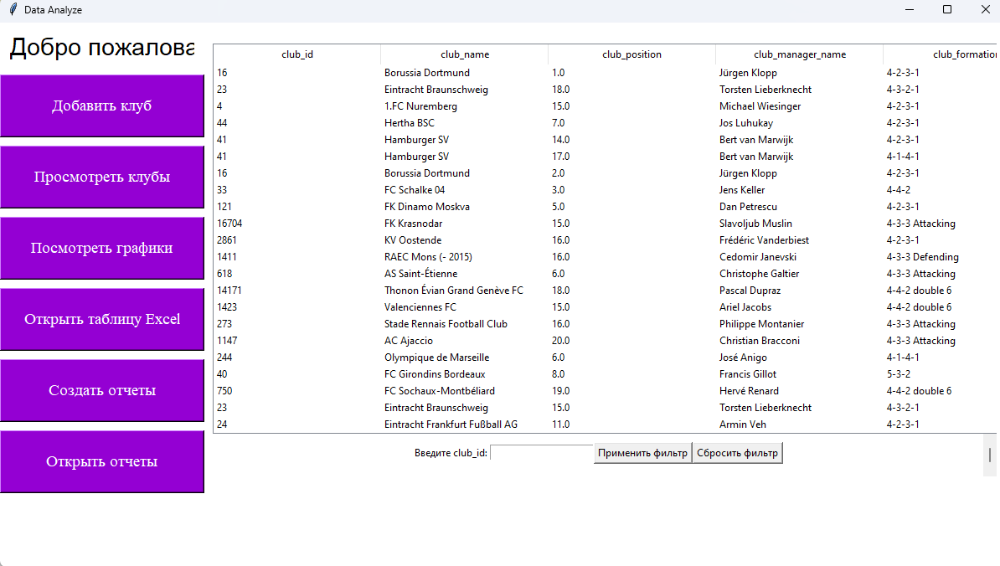 Data Analyze
Добро пожалова
Добавить клуб
Просмотреть клубы
Посмотреть графики
Открыть таблицу Excel
Создать отчеты
Открыть отчеты
club_id club_name club_position club_manager_name club_formation
16 Borussia Dortmund 1.0 Jürgen Klopp 4-2-3-1
23 Eintracht Braunschweig 18.0 Torsten Lieberknecht 4-3-2-1
4 1.FC Nuremberg 15.0 Michael Wiesinger 4-2-3-1
44 Hertha BSC 7.0 Jos Luhukay 4-2-3-1
41 Hamburger SV 14.0 Bert van Marwijk 4-2-3-1
41 Hamburger SV 17.0 Bert van Marwijk 4-1-4-1
16 Borussia Dortmund 2.0 Jürgen Klopp 4-2-3-1
33 FC Schalke 04 3.0 Jens Keller 4-4-2
121 FK Dinamo Moskva 5.0 Dan Petrescu 4-2-3-1
16704 FK Krasnodar 15.0 Slavoljub Muslin 4-3-3 Attacking
2861 KV Oostende 16.0 Frédéric Vanderbiest 4-2-3-1
1411 RAEC Mons (- 2015) 16.0 Cedomir Janevski 4-3-3 Defending
618 AS Saint-Étienne 6.0 Christophe Galtier 4-3-3 Attacking
14171 Thonon Évian Grand Genève FC 18.0 Pascal Dupraz 4-4-2 double 6
1423 Valenciennes FC 15.0 Ariel Jacobs 4-4-2 double 6
273 Stade Rennais Football Club 16.0 Philippe Montanier 4-3-3 Attacking
1147 AC Ajaccio 20.0 Christian Bracconi 4-3-3 Attacking
244 Olympique de Marseille 6.0 José Anigo 4-1-4-1
40 FC Girondins Bordeaux 8.0 Francis Gillot 5-3-2
750 FC Sochaux-Montbéliard 19.0 Hervé Renard 4-4-2 double 6
23 Eintracht Braunschweig 15.0 Torsten Lieberknecht 4-3-2-1
24 Eintracht Frankfurt Fußball AG 11.0 Armin Veh 4-2-3-1
Введите club_id: Применить фильтр Сбросить фильтр